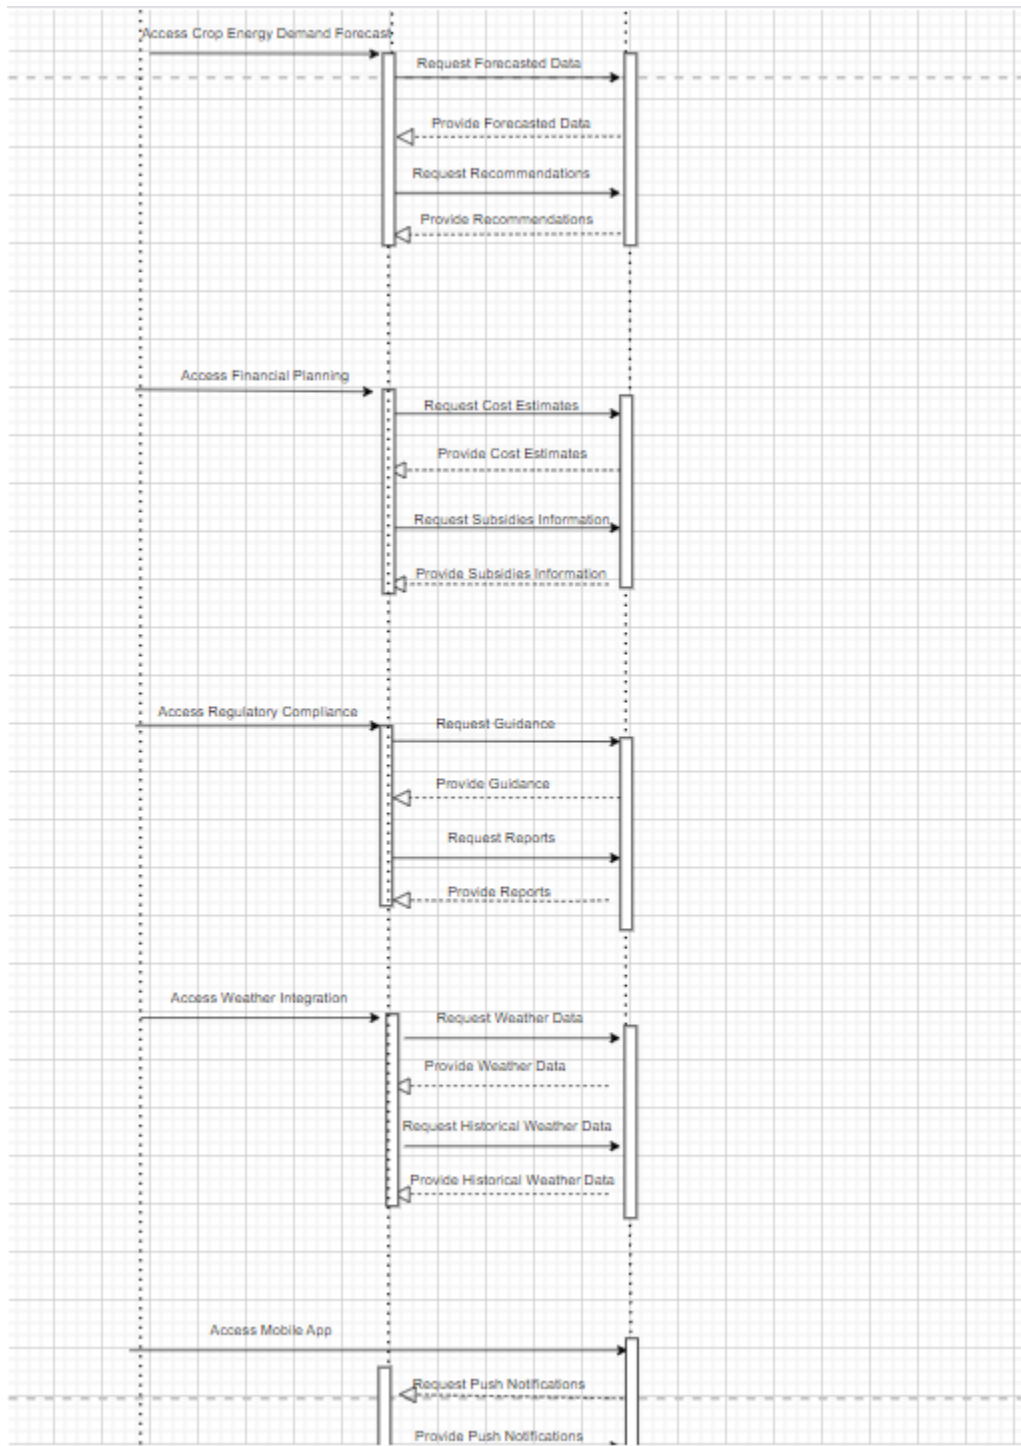 Access Crop Energy Demand Forecast
Request Forecasted Data
Provide Forecasted Data
Request Recommendations
Provide Recommendations
Access Financial Planning
Request Cost Estimates
Provide Cost Estimates
Request Subsidies Information
Provide Subsidies Information
Access Regulatory Compliance
Request Guidance
Provide Guidance
Request Reports
Provide Reports
Access Weather Integration
Request Weather Data
Provide Weather Data
Request Historical Weather Data
Provide Historical Weather Data
Access Mobile App
Request Push Notifications
Provide Push Notifications